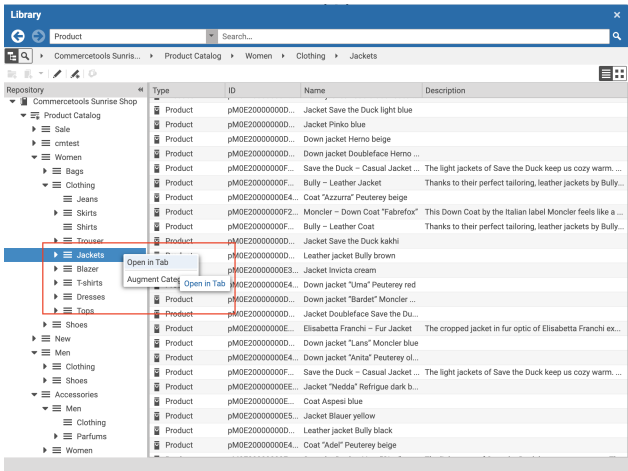 Library
Product Search...
Commercetools Sunris... Product Catalog Women Clothing Jackets
Repository
Commercetools Sunrise Shop
Product Catalog
Sale
cmtest
Women
Bags
Clothing
Jeans
Skirts
Shirts
Trouser
Jackets
Blazer
T-shirts
Dresses
Tops
Shoes
New
Men
Clothing
Shoes
Accessories
Men
Clothing
Parfums
Women
Open in Tab
Augment Categ
Open in Tab
Type ID Name Description
Product pM0E20000000D... Jacket Save the Duck light blue
Product pM0E20000000D... Jacket Pinko blue
Product pM0E20000000D... Down jacket Herno beige
Product pM0E20000000D... Down jacket Doubleface Herno ...
Product pM0E20000000F... Save the Duck – Casual Jacket ... The light jackets of Save the Duck keep us cozy warm. ...
Product pM0E20000000F... Bully – Leather Jacket Thanks to their perfect tailoring, leather jackets by Bully...
Product pM0E20000000E4... Coat "Azzurra" Peuterey beige
Product pM0E20000000F2... Moncler – Down Coat "Fabrefox" This Down Coat by the Italian label Moncler feels like a ...
Product pM0E20000000F... Bully – Leather Coat Thanks to their perfect tailoring, leather jackets by Bully...
Product pM0E20000000D... Jacket Save the Duck kakhi
Product pM0E20000000D... Leather jacket Bully brown
Product pM0E20000000E3... Jacket Invicta cream
pM0E20000000E4... Down jacket "Uma" Peuterey red
Product pM0E20000000D... Down jacket "Bardet" Moncler ...
Product pM0E20000000D... Jacket Doubleface Save the Du...
Product pM0E20000000E... Elisabetta Franchi – Fur Jacket The cropped jacket in fur optic of Elisabetta Franchi ex...
Product pM0E20000000D... Down jacket "Lans" Moncler blue
Product pM0E20000000E4... Down jacket "Anita" Peuterey ol...
Product pM0E20000000F... Save the Duck – Casual Jacket ... The light jackets of Save the Duck keep us cozy warm. ...
Product pM0E20000000EE... Jacket "Nedda" Refrigue dark b...
Product pM0E20000000E... Coat Aspesi blue
Product pM0E20000000E5... Jacket Blauer yellow
Product pM0E20000000D... Leather jacket Bully black
Product pM0E20000000E4... Coat "Adel" Peuterey beige